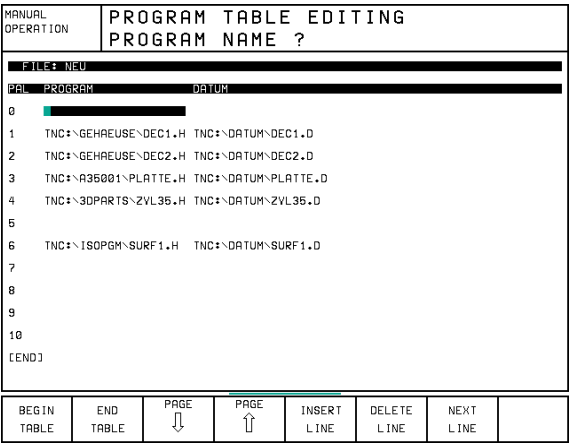 MANUAL OPERATION
PROGRAM TABLE EDITING
PROGRAM NAME ?
FILE: NEU
PAL PROGRAM DATUM
0
1 TNC:\GEHAEUSE\DEC1.H TNC:\DATUM\DEC1.D
2 TNC:\GEHAEUSE\DEC2.H TNC:\DATUM\DEC2.D
3 TNC:\A35001\PLATTE.H TNC:\DATUM\PLATTE.D
4 TNC:\3DPARTS\ZVL35.H TNC:\DATUM\ZVL35.D
5
6 TNC:\ISOPGM\SURF1.H TNC:\DATUM\SURF1.D
7
8
9
10
[END]
BEGIN TABLE
END TABLE
PAGE
PAGE
INSERT LINE
DELETE LINE
NEXT LINE